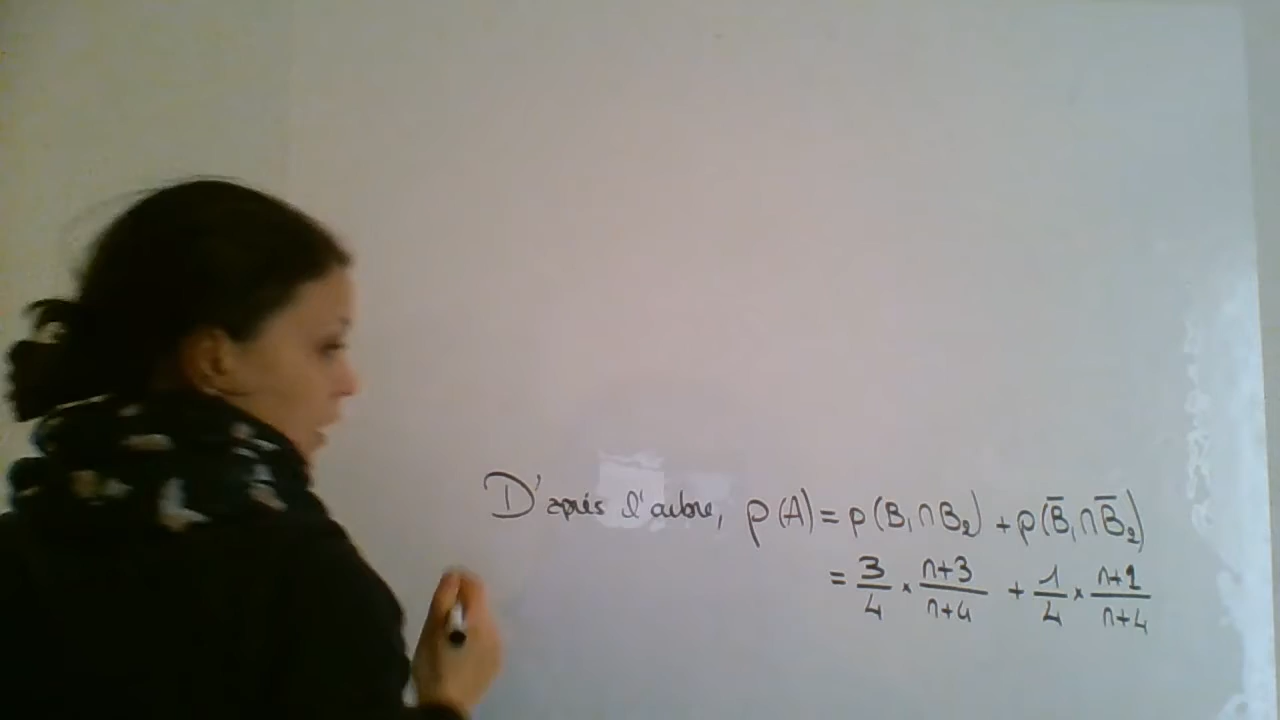 D'après l'arbre, p(A) = p(B₁∩B₂) + p(B̅₁∩B̅₂)
= 3/4 × (n+3)/(n+4) + 1/4 × (n+1)/(n+4)